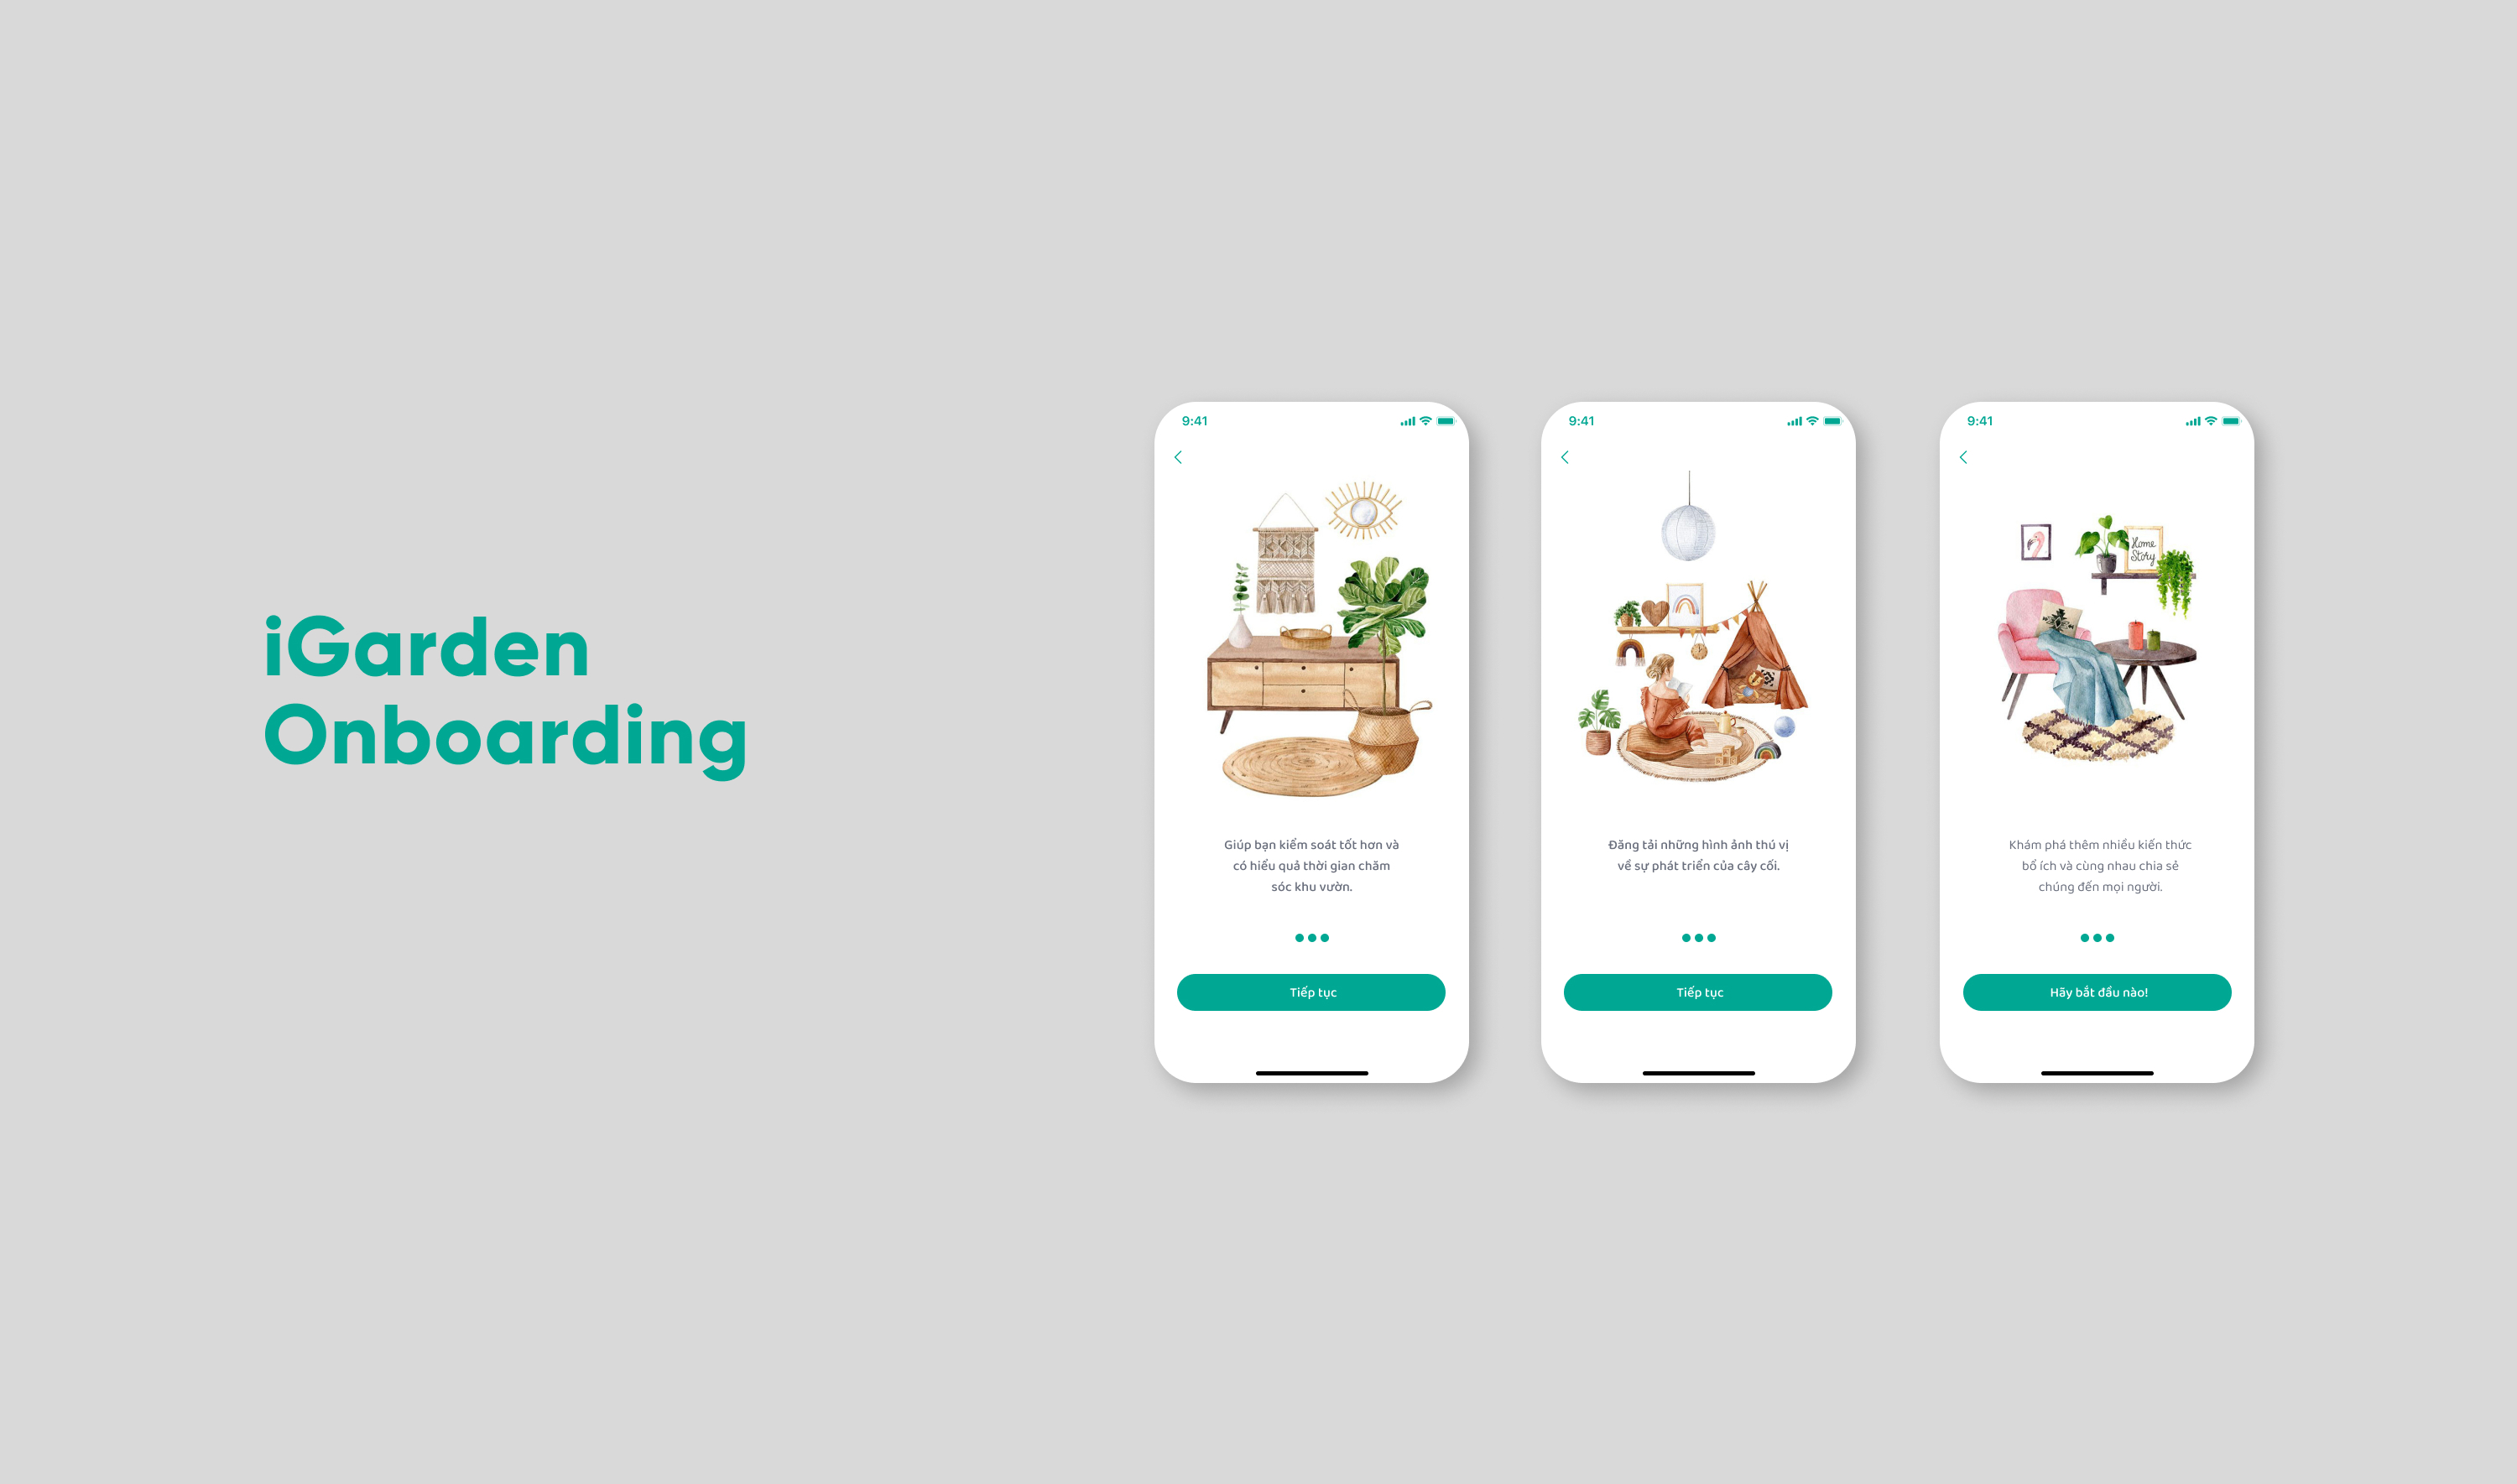 iGarden
Onboarding
9:41
Giúp bạn kiểm soát tốt hơn và
có hiểu quả thời gian chăm
sóc khu vườn.
Tiếp tục
9:41
Đăng tải những hình ảnh thú vị
về sự phát triển của cây cối.
Tiếp tục
9:41
Home
Story
Khám phá thêm nhiều kiến thức
bổ ích và cùng nhau chia sẻ
chúng đến mọi người.
Hãy bắt đầu nào!